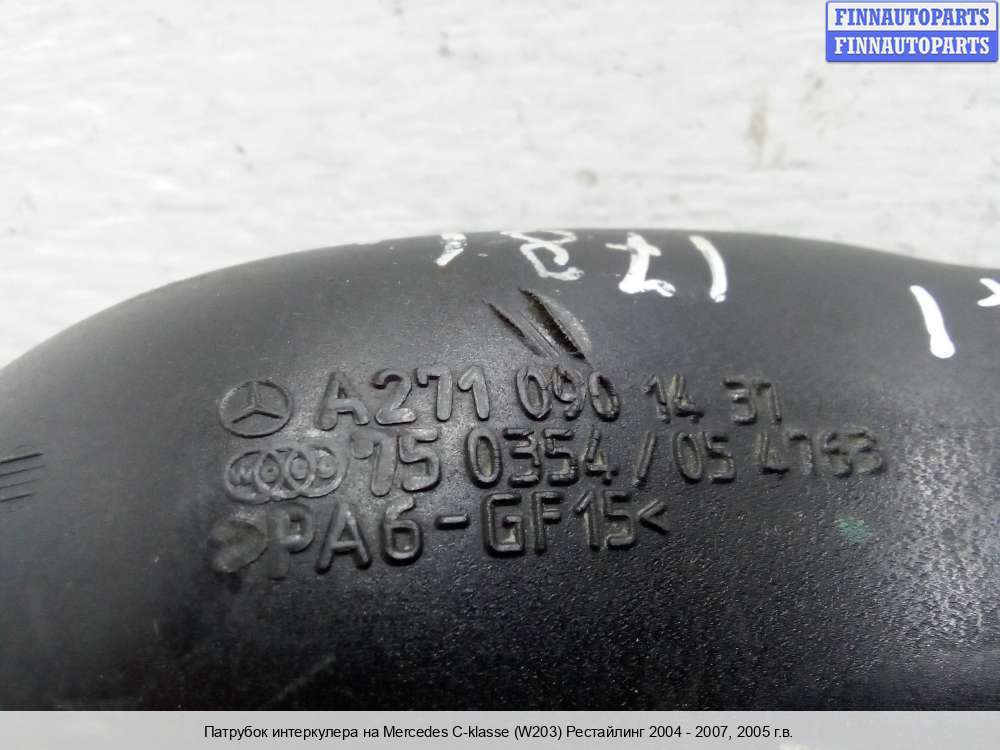 FINNAUTOPARTS
FINNAUTOPARTS
A271 090 14 37
75 0354/05 4763
>PA6-GF15<
Патрубок интеркулера на Mercedes C-klasse (W203) Рестайлинг 2004 - 2007, 2005 г.в.